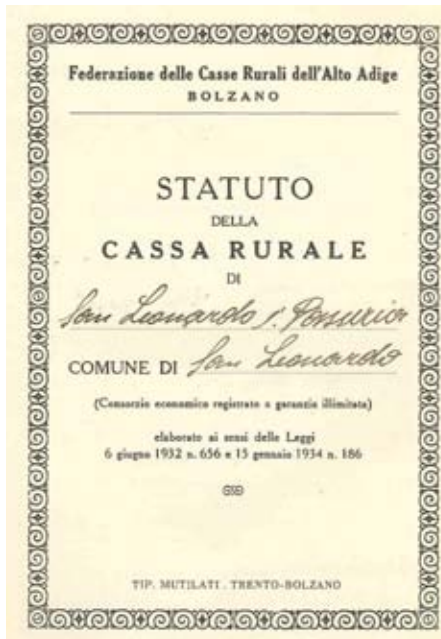 Federazione delle Casse Rurali dell'Alto Adige
BOLZANO
STATUTO
DELLA
CASSA RURALE
DI
San Leonardo i. Passiria
COMUNE DI San Leonardo
(Consorzio economico registrato a garanzia illimitata)
elaborato ai sensi delle Leggi
6 giugno 1932 n. 656 e 15 gennaio 1934 n. 186
TIP. MUTILATI . TRENTO-BOLZANO